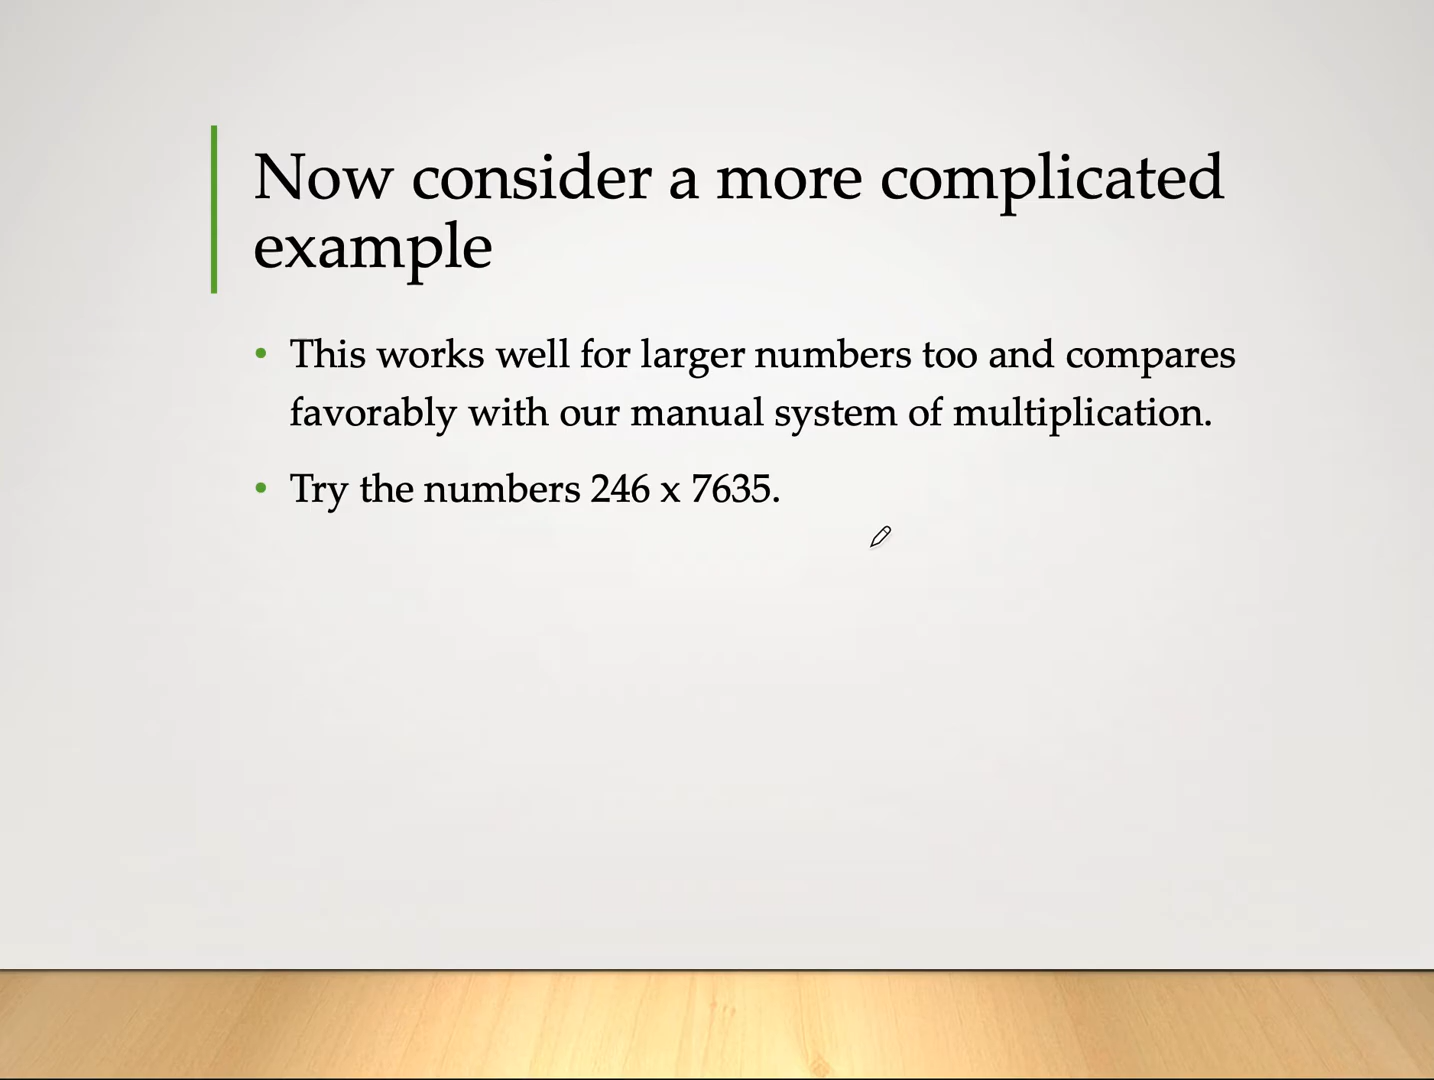 Now consider a more complicated
example
• This works well for larger numbers too and compares
favorably with our manual system of multiplication.
• Try the numbers 246 x 7635.